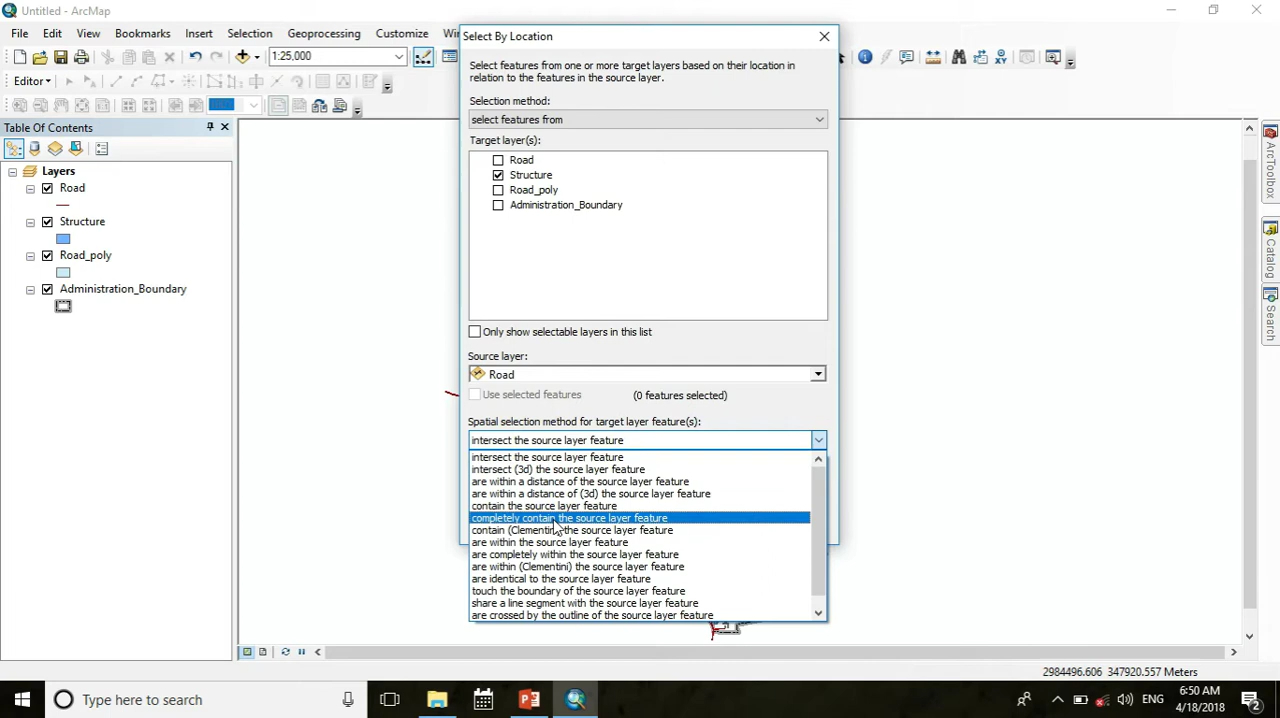 Untitled - ArcMap
File Edit View Bookmarks Insert Selection Geoprocessing Customize
1:25,000
Editor
Table Of Contents
Layers
Road
Structure
Road_poly
Administration_Boundary
Select By Location
Select features from one or more target layers based on their location in
relation to the features in the source layer.
Selection method:
select features from
Target layer(s):
Road
Structure
Road_poly
Administration_Boundary
Only show selectable layers in this list
Source layer:
Road
Use selected features (0 features selected)
Spatial selection method for target layer feature(s):
intersect the source layer feature
intersect the source layer feature
intersect (3d) the source layer feature
are within a distance of the source layer feature
are within a distance of (3d) the source layer feature
contain the source layer feature
completely contain the source layer feature
contain (Clementini) the source layer feature
are within the source layer feature
are completely within the source layer feature
are within (Clementini) the source layer feature
are identical to the source layer feature
touch the boundary of the source layer feature
share a line segment with the source layer feature
are crossed by the outline of the source layer feature
ArcToolbox
Catalog
Search
2984496.606 347920.557 Meters
Type here to search
ENG
6:50 AM
4/18/2018
2